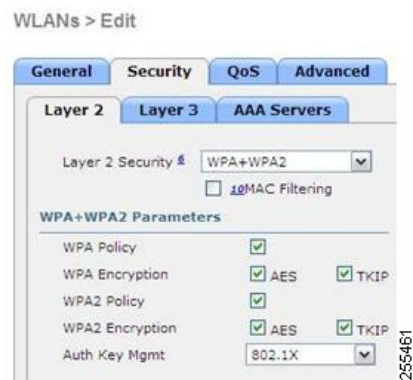 WLANs > Edit
General Security QoS Advanced
Layer 2 Layer 3 AAA Servers
Layer 2 Security 6 WPA+WPA2
10MAC Filtering
WPA+WPA2 Parameters
WPA Policy
WPA Encryption AES TKIP
WPA2 Policy
WPA2 Encryption AES TKIP
Auth Key Mgmt 802.1X
255461